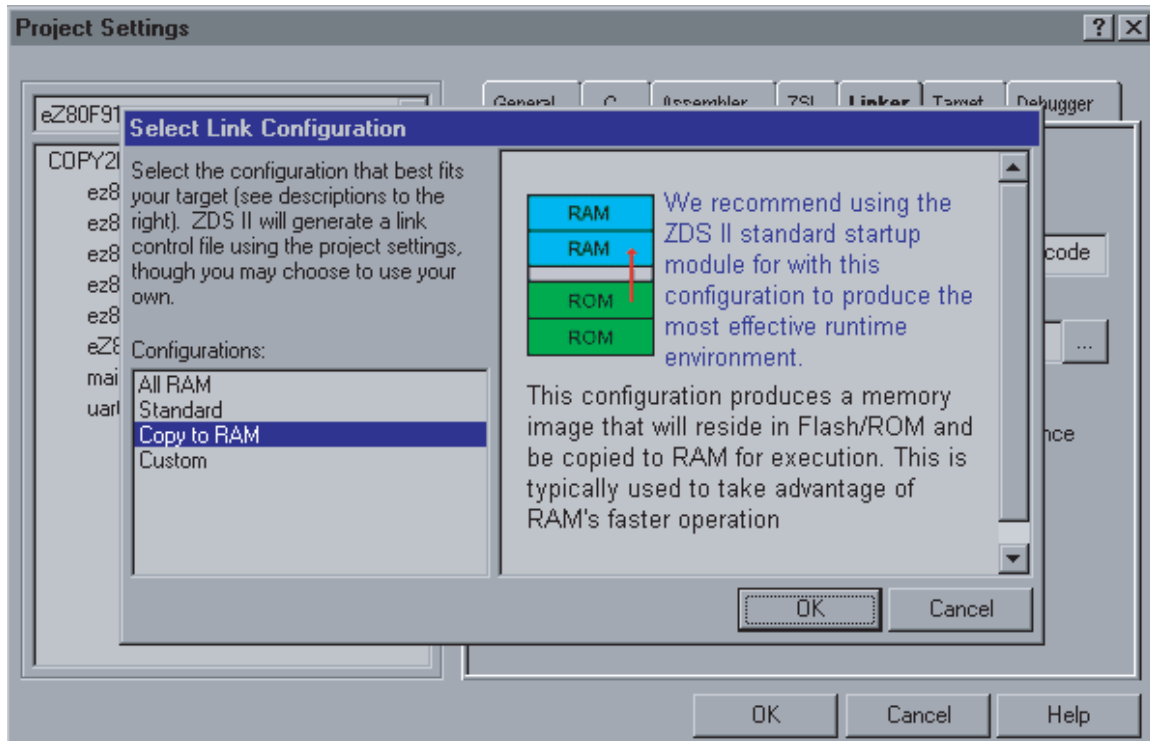 Project Settings
eZ80F91
General C Assembler ZSL Linker Target Debugger
COPY2
ez8
ez8
ez8
ez8
ez8
eZ8
mai
uart
code
...
nce
Select Link Configuration
Select the configuration that best fits
your target (see descriptions to the
right). ZDS II will generate a link
control file using the project settings,
though you may choose to use your
own.
Configurations:
All RAM
Standard
Copy to RAM
Custom
RAM
RAM
ROM
ROM
We recommend using the
ZDS II standard startup
module for with this
configuration to produce the
most effective runtime
environment.
This configuration produces a memory
image that will reside in Flash/ROM and
be copied to RAM for execution. This is
typically used to take advantage of
RAM's faster operation
OK Cancel
OK Cancel Help